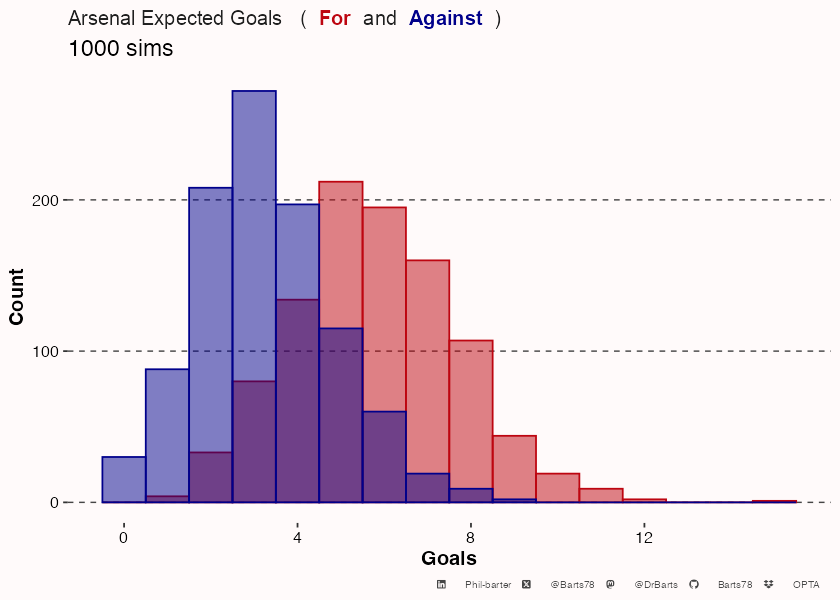 Arsenal Expected Goals ( For and Against )
1000 sims
200
100
0
Count
0 4 8 12
Goals
Phil-barter @Barts78 @DrBarts Barts78 OPTA